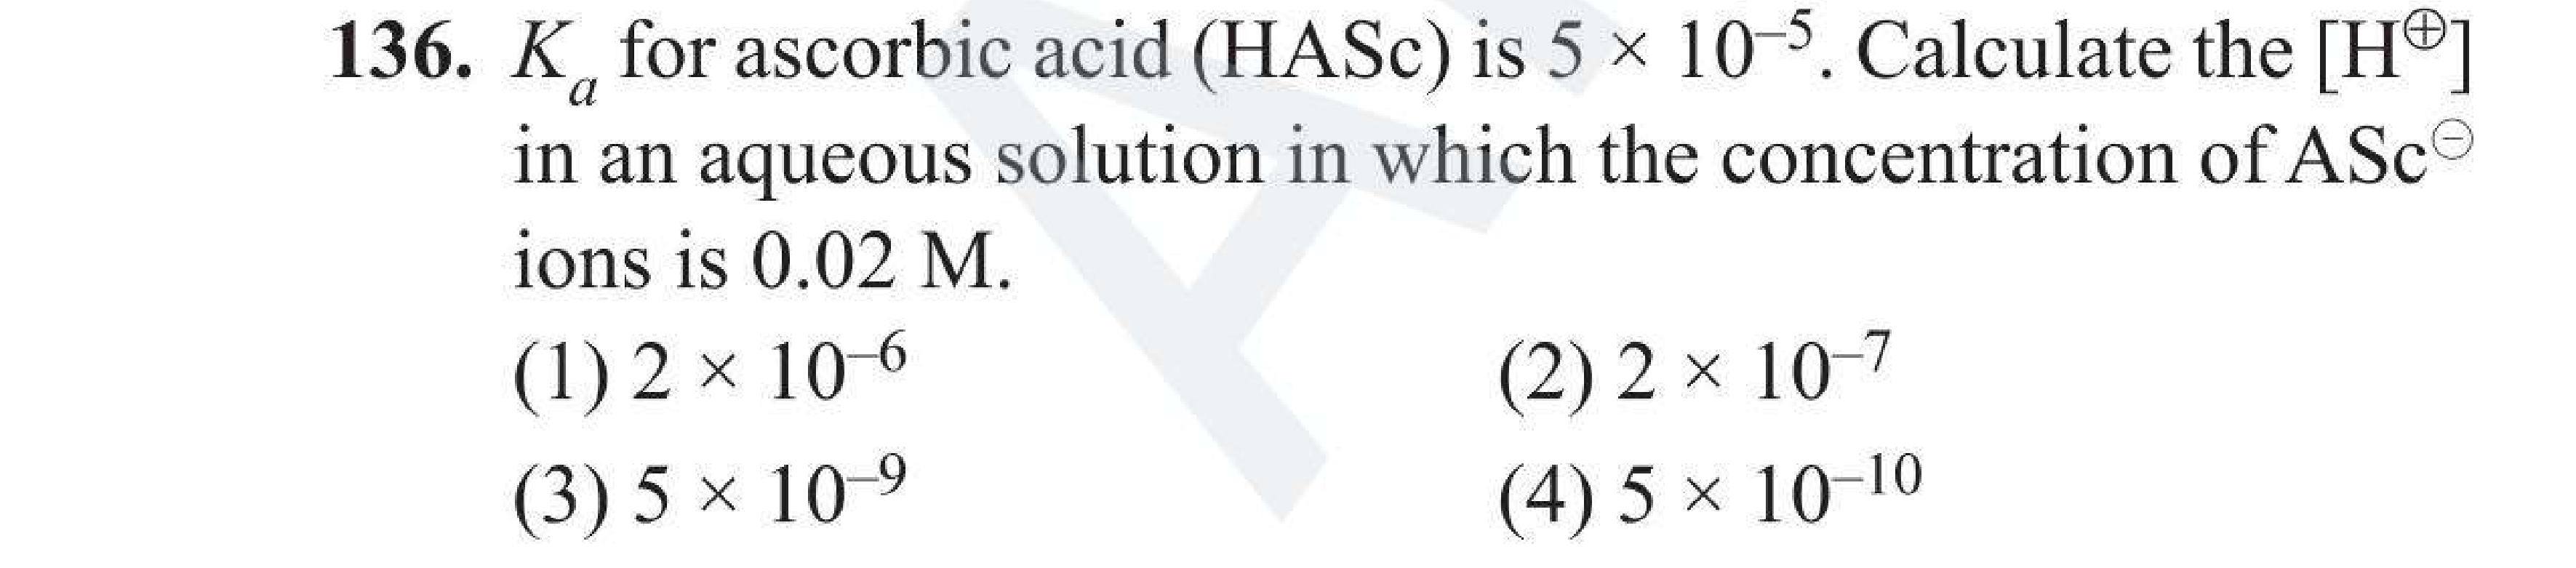 136. Kₐ for ascorbic acid (HASc) is 5 × 10⁻⁵. Calculate the [H⊕]
in an aqueous solution in which the concentration of ASc⊖
ions is 0.02 M.
(1) 2 × 10⁻⁶ (2) 2 × 10⁻⁷
(3) 5 × 10⁻⁹ (4) 5 × 10⁻¹⁰